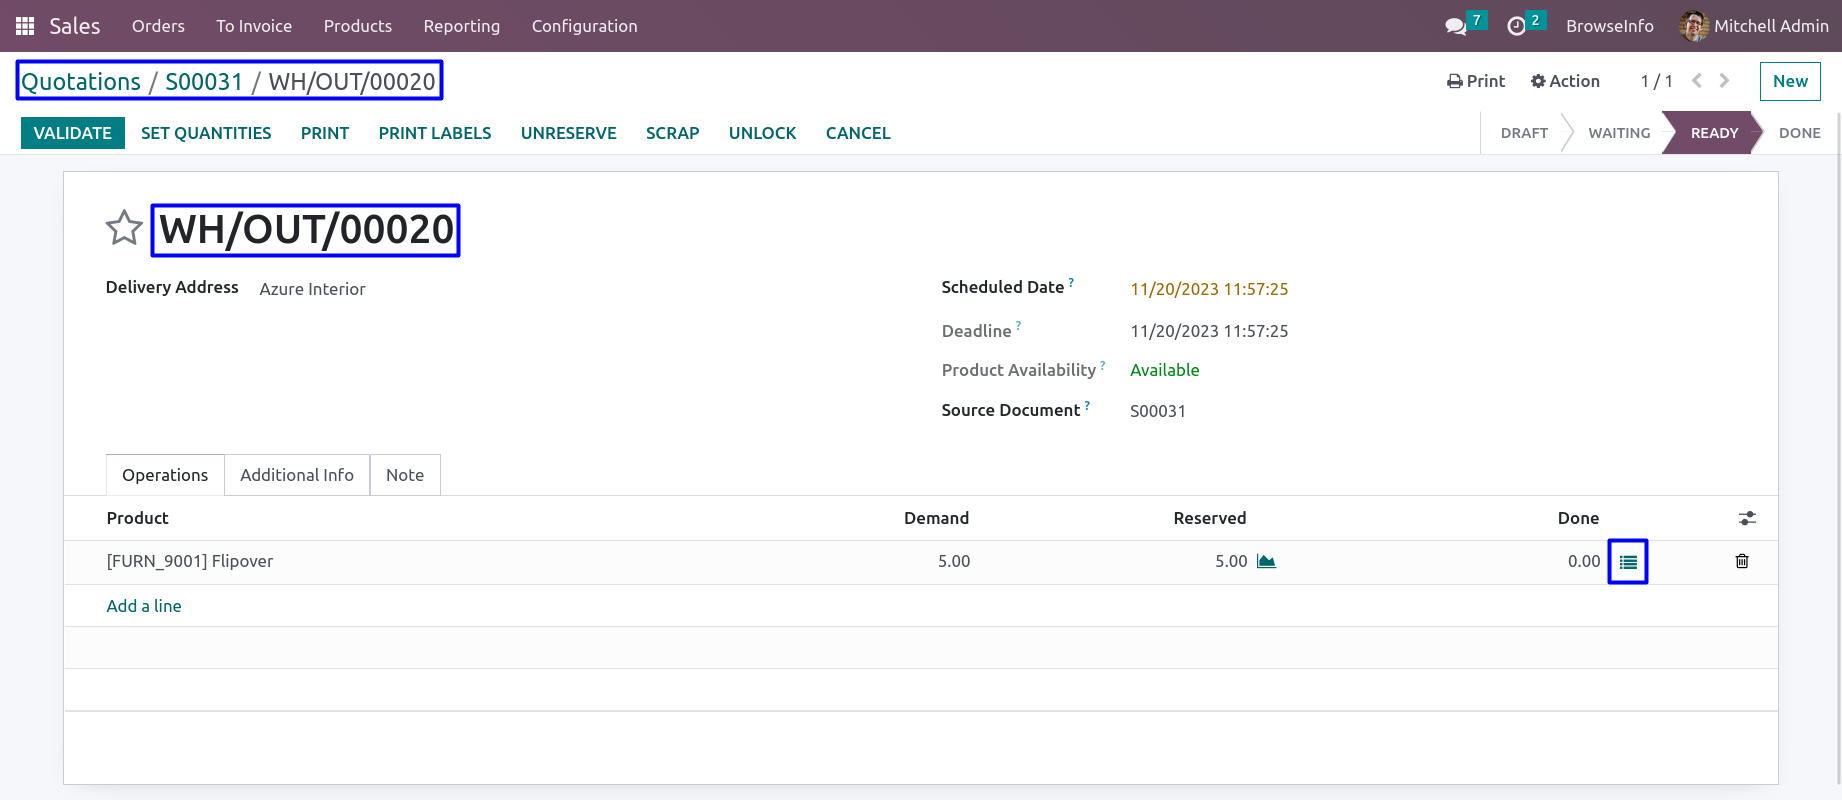 Sales Orders To Invoice Products Reporting Configuration 7 2 BrowseInfo Mitchell Admin
Quotations / S00031 / WH/OUT/00020 Print Action 1 / 1 New
VALIDATE SET QUANTITIES PRINT PRINT LABELS UNRESERVE SCRAP UNLOCK CANCEL DRAFT WAITING READY DONE
WH/OUT/00020
Delivery Address Azure Interior Scheduled Date ? 11/20/2023 11:57:25
Deadline ? 11/20/2023 11:57:25
Product Availability ? Available
Source Document ? S00031
Operations Additional Info Note
Product Demand Reserved Done
[FURN_9001] Flipover 5.00 5.00 0.00
Add a line